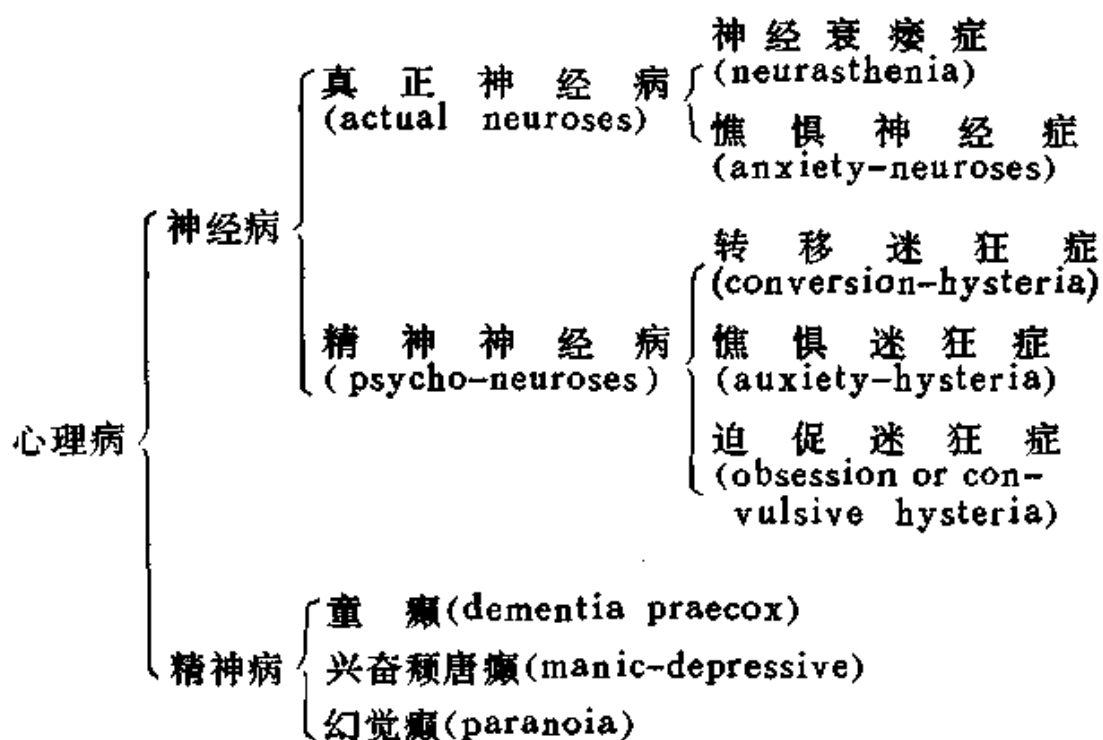 神经衰痿症
(neurasthenia)
真正神经病
(actual neuroses)
憔惧神经症
(anxiety-neuroses)
神经病
转移迷狂症
(conversion-hysteria)
精神神经病
(psycho-neuroses)
憔惧迷狂症
(auxiety-hysteria)
心理病
迫促迷狂症
(obsession or con-
vulsive hysteria)
童癫(dementia praecox)
精神病
兴奋颓唐癫(manic-depressive)
幻觉癫(paranoia)